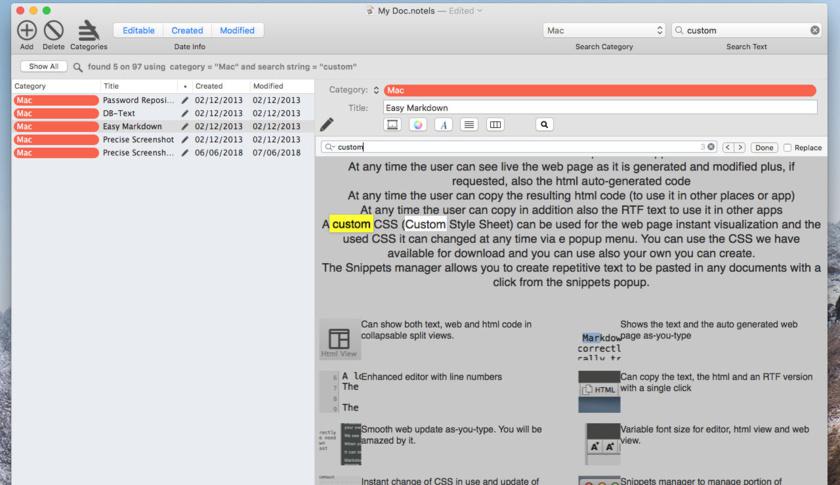 My Doc.notels — Edited
Add
Delete
Categories
Editable
Created
Modified
Date Info
Mac
Search Category
custom
Search Text
Show All
found 5 on 97 using category = "Mac" and search string = "custom"
Category Title • Created Modified
Mac Password Reposi... 02/12/2013 02/12/2013
Mac DB-Text 02/12/2013 02/12/2013
Mac Easy Markdown 02/12/2013 02/12/2013
Mac Precise Screenshot 02/12/2013 02/12/2013
Mac Precise Screensh... 06/06/2018 07/06/2018
Category: Mac
Title: Easy Markdown
custom 3 Done Replace
At any time the user can see live the web page as it is generated and modified plus, if
requested, also the html auto-generated code
At any time the user can copy the resulting html code (to use it in other places or app)
At any time the user can copy in addition also the RTF text to use it in other apps
A custom CSS (Custom Style Sheet) can be used for the web page instant visualization and the
used CSS it can changed at any time via e popup menu. You can use the CSS we have
available for download and you can use also your own you can create.
The Snippets manager allows you to create repetitive text to be pasted in any documents with a
click from the snippets popup.
Html View
Can show both text, web and html code in
collapsable split views.
Markdow
correctl
Shows the text and the auto generated web
page as-you-type
6 A
7 The
8
9 The
Enhanced editor with line numbers
HTML
Can copy the text, the html and an RTF version
with a single click
Smooth web update as-you-type. You will be
amazed by it.
A A
Variable font size for editor, html view and web
view.
Instant change of CSS in use and update of
Snippets manager to manage portion of